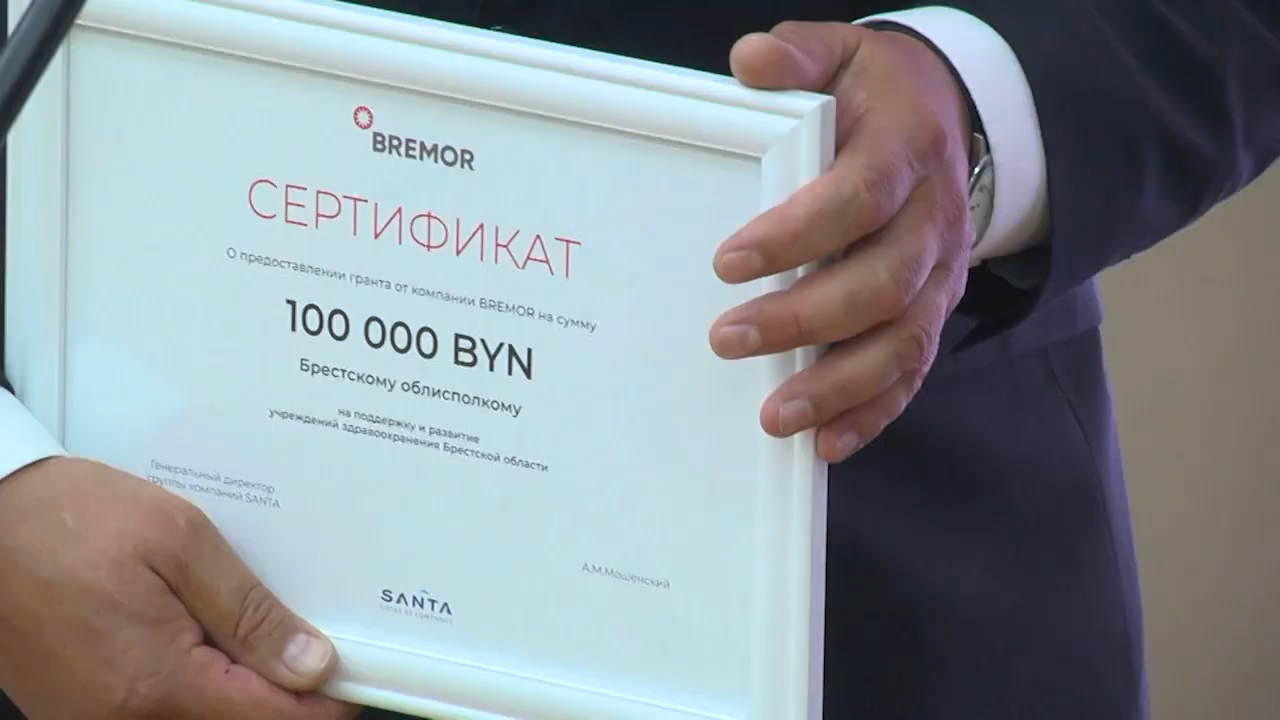 BREMOR
СЕРТИФИКАТ
О предоставлении гранта от компании BREMOR на сумму
100 000 BYN
Брестскому облисполкому
на поддержку и развитие
учреждений здравоохранения Брестской области
Генеральный директор
группы компаний SANTA
А.М.Мошенский
SANTA